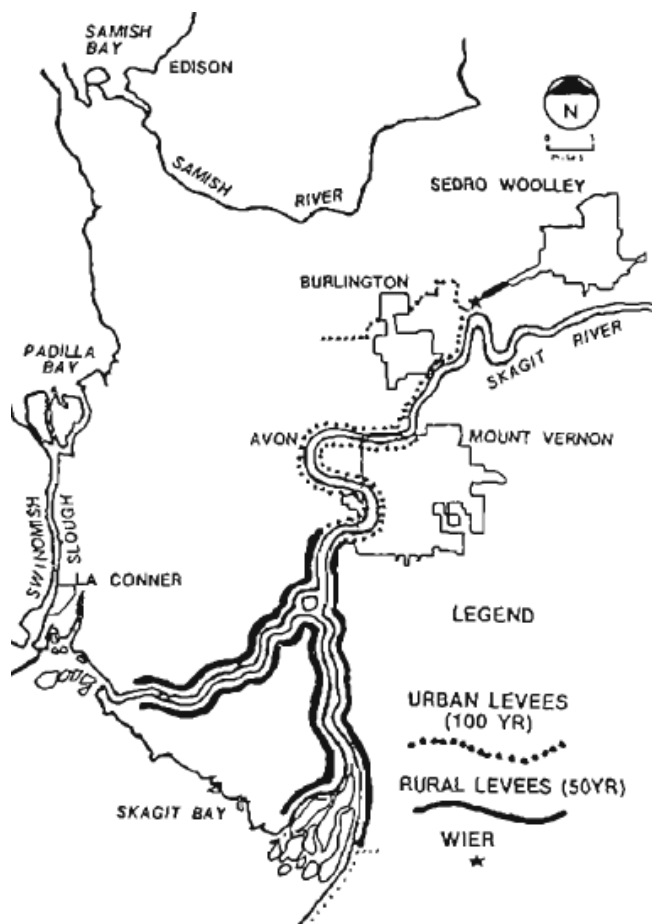 SAMISH
BAY
EDISON
N
SAMISH
RIVER
SEDRO WOOLLEY
BURLINGTON
SKAGIT RIVER
PADILLA
BAY
AVON
MOUNT VERNON
SWINOMISH
SLOUGH
LA CONNER
LEGEND
URBAN LEVEES
(100 YR)
RURAL LEVEES (50YR)
SKAGIT BAY
WIER